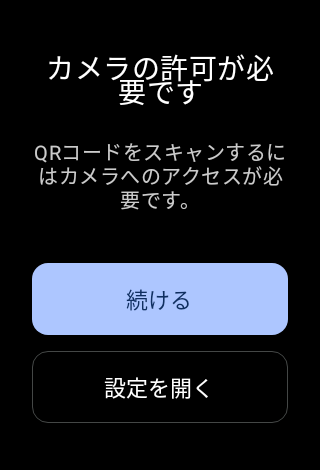 カメラの許可が必
要です
QRコードをスキャンするに
はカメラへのアクセスが必
要です。
続ける
設定を開く